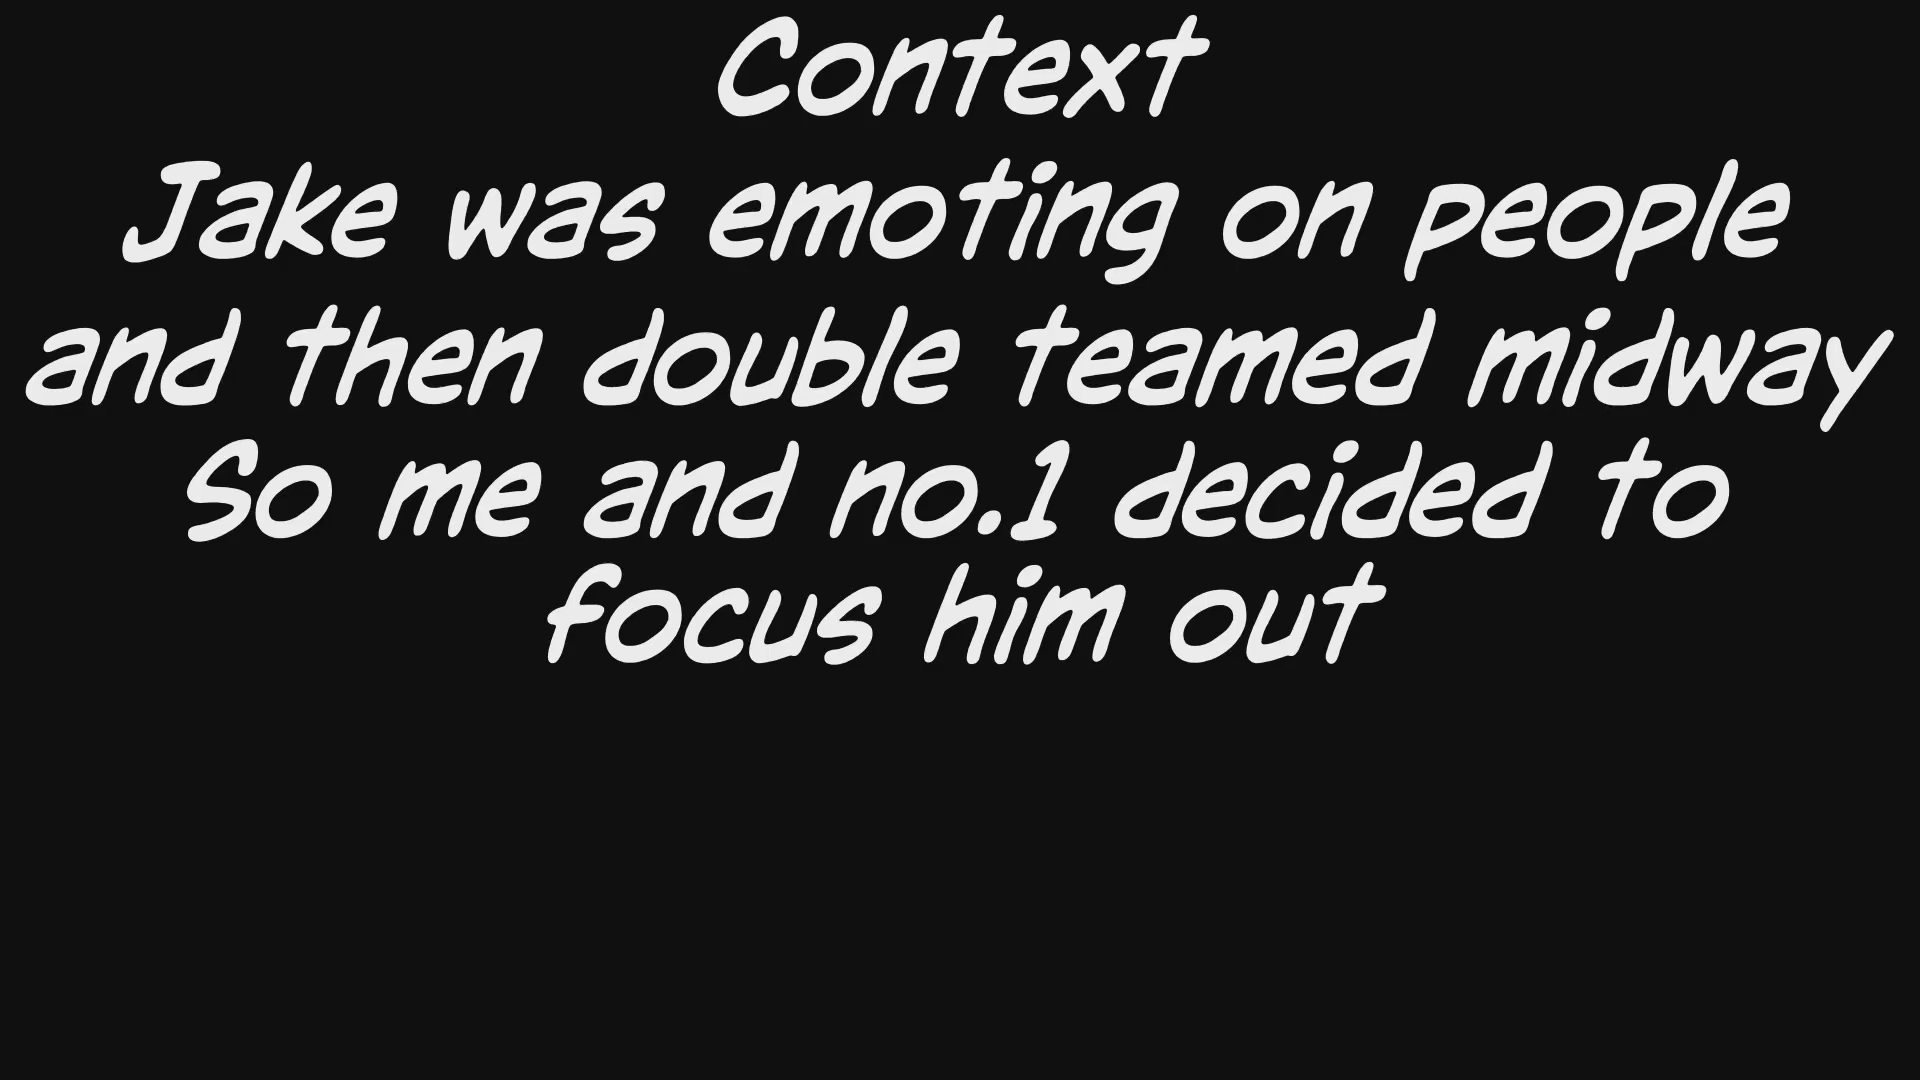 Context
Jake was emoting on people
and then double teamed midway
So me and no.1 decided to
focus him out